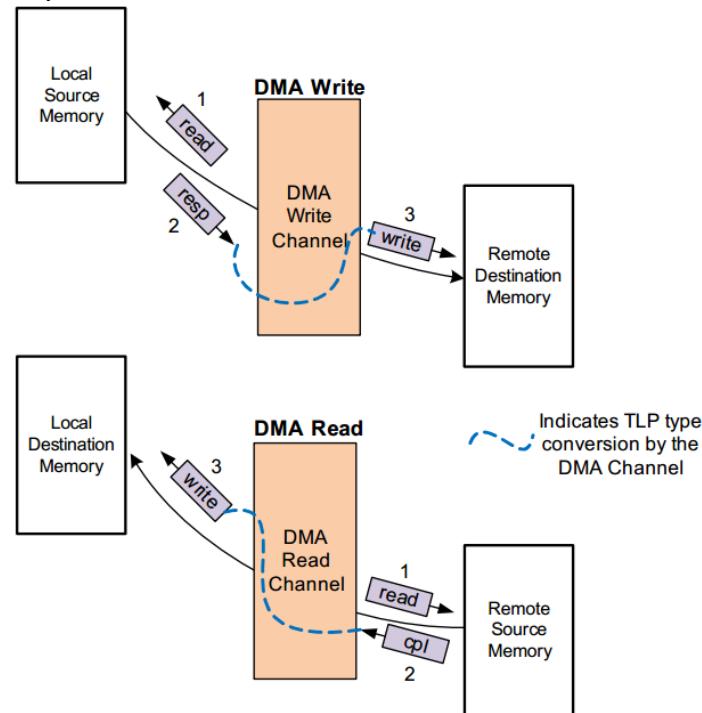 Local
Source
Memory
DMA Write
1
read
resp
2
DMA
Write
Channel
3
write
Remote
Destination
Memory
Local
Destination
Memory
DMA Read
3
write
DMA
Read
Channel
1
read
cpl
2
Remote
Source
Memory
Indicates TLP type
conversion by the
DMA Channel